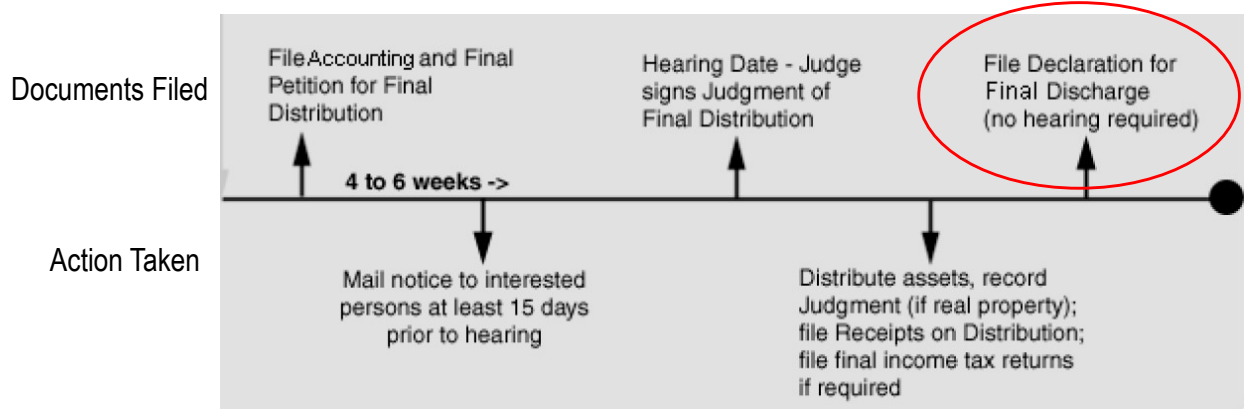 Documents Filed
File Accounting and Final
Petition for Final
Distribution
Hearing Date - Judge
signs Judgment of
Final Distribution
File Declaration for
Final Discharge
(no hearing required)
4 to 6 weeks ->
Action Taken
Mail notice to interested
persons at least 15 days
prior to hearing
Distribute assets, record
Judgment (if real property);
file Receipts on Distribution;
file final income tax returns
if required